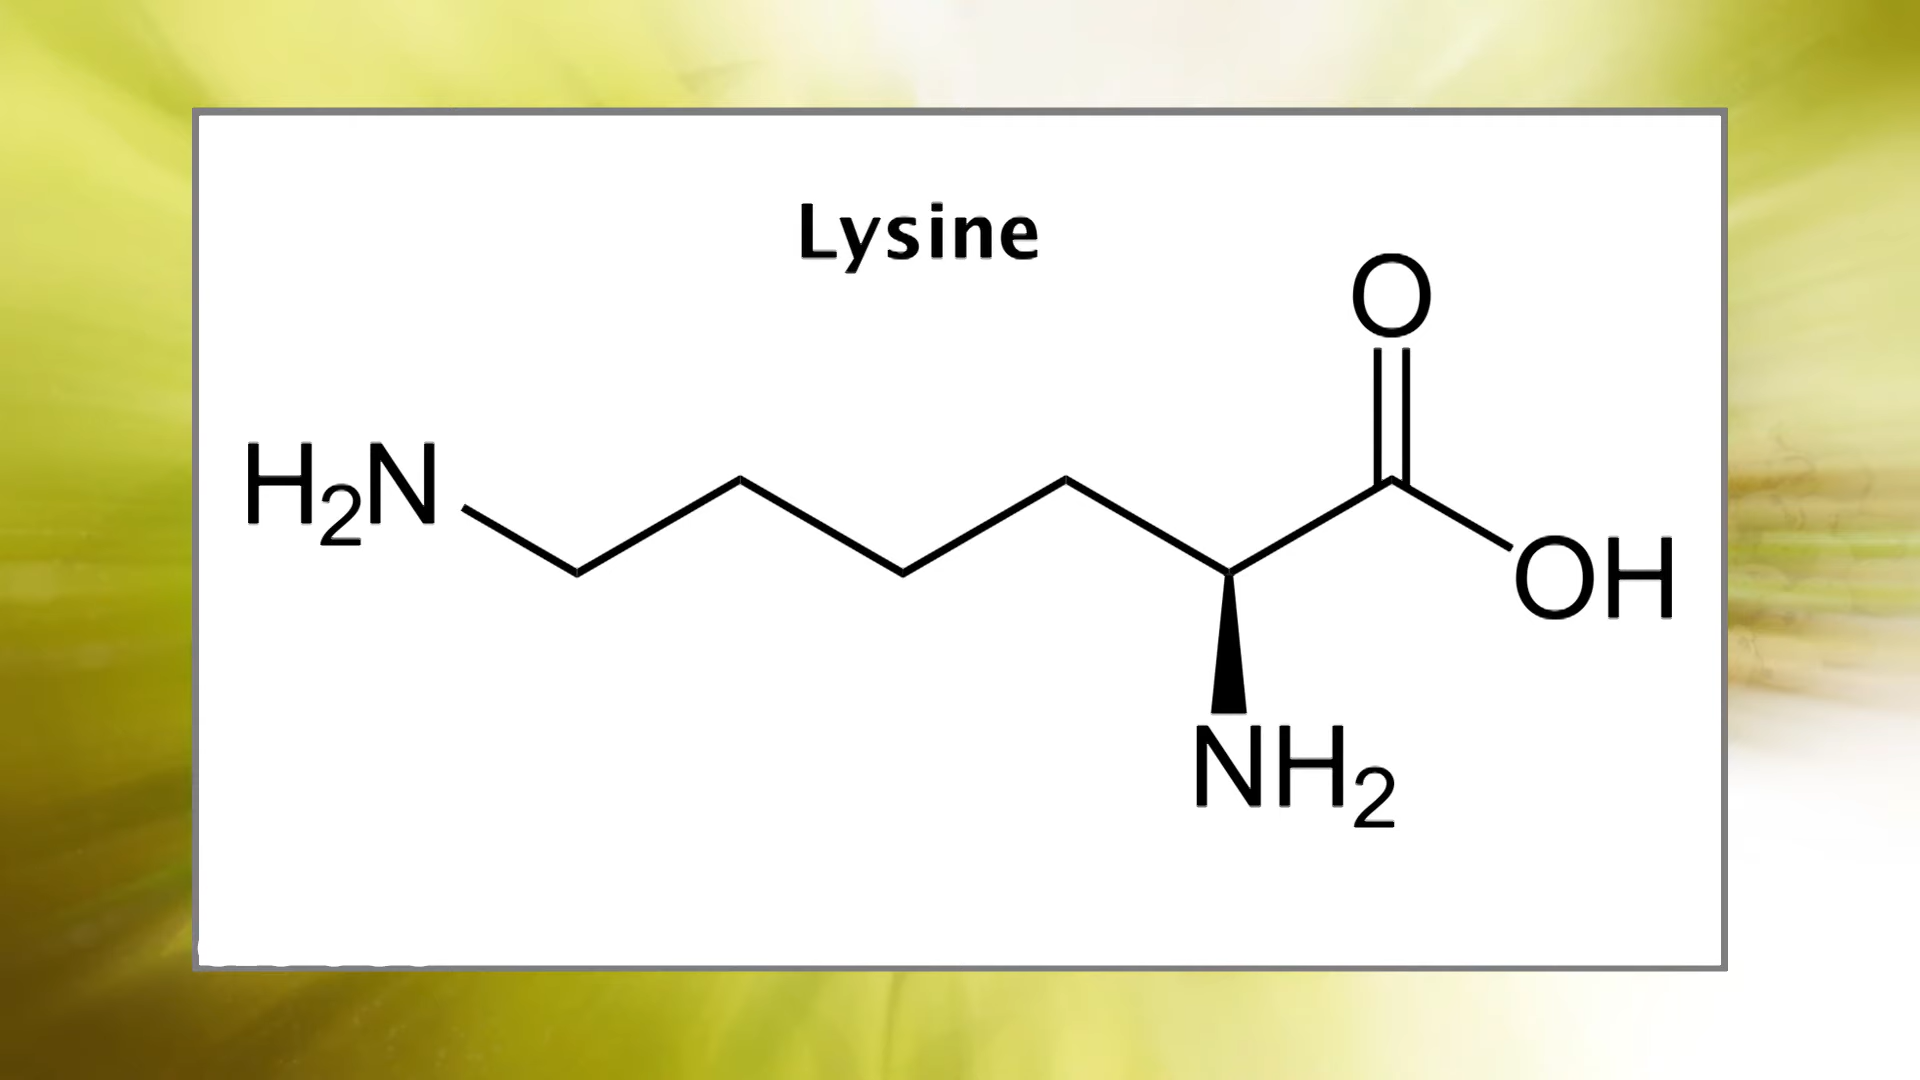 Lysine
O
H₂N
OH
NH₂